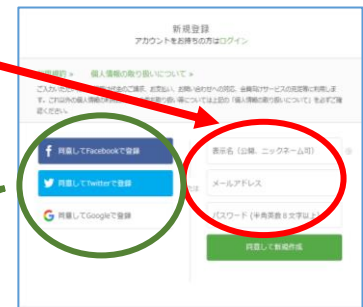 新規登録
アカウントをお持ちの方はログイン
個人情報の取り扱いについて »
同意してFacebookで登録
同意してTwitterで登録
同意してGoogleで登録
表示名（公開、ニックネーム可）
メールアドレス
パスワード（半角英数8文字以上）
同意して新規作成